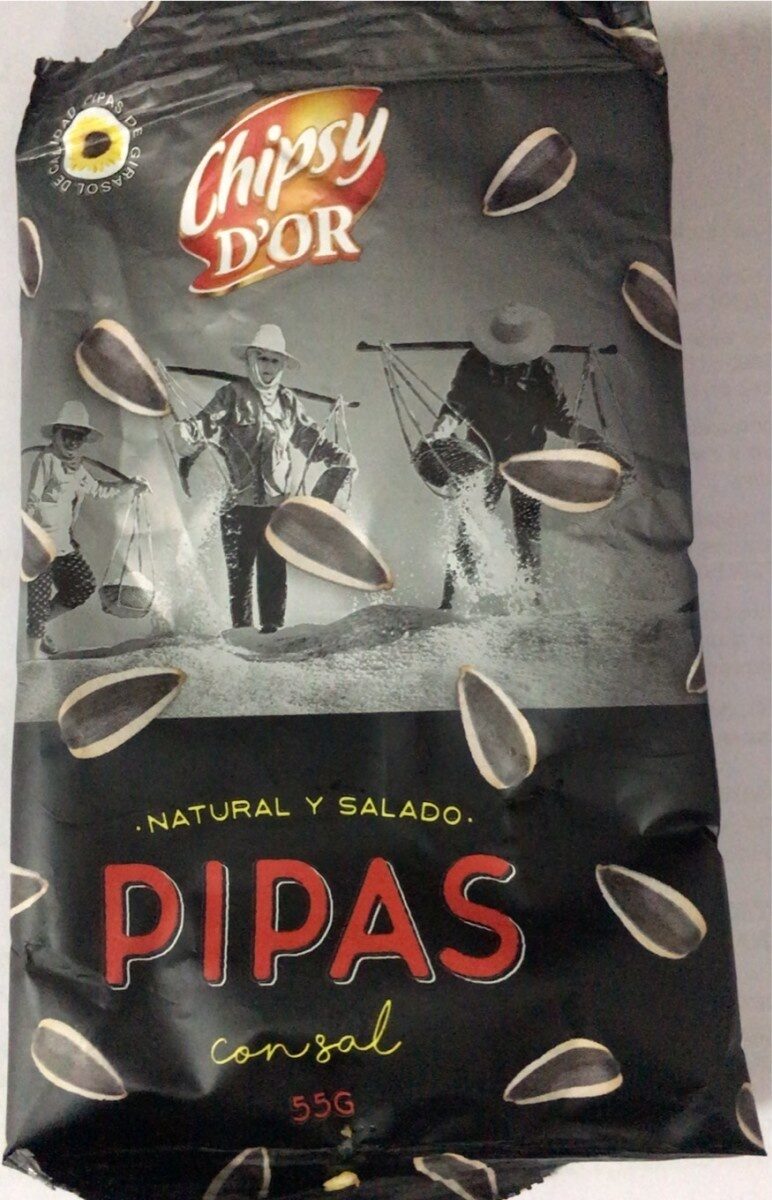 PIPAS DE GIRASOL DE CALIDAD
Chipsy
D'OR
·NATURAL Y SALADO·
PIPAS
con sal
55G